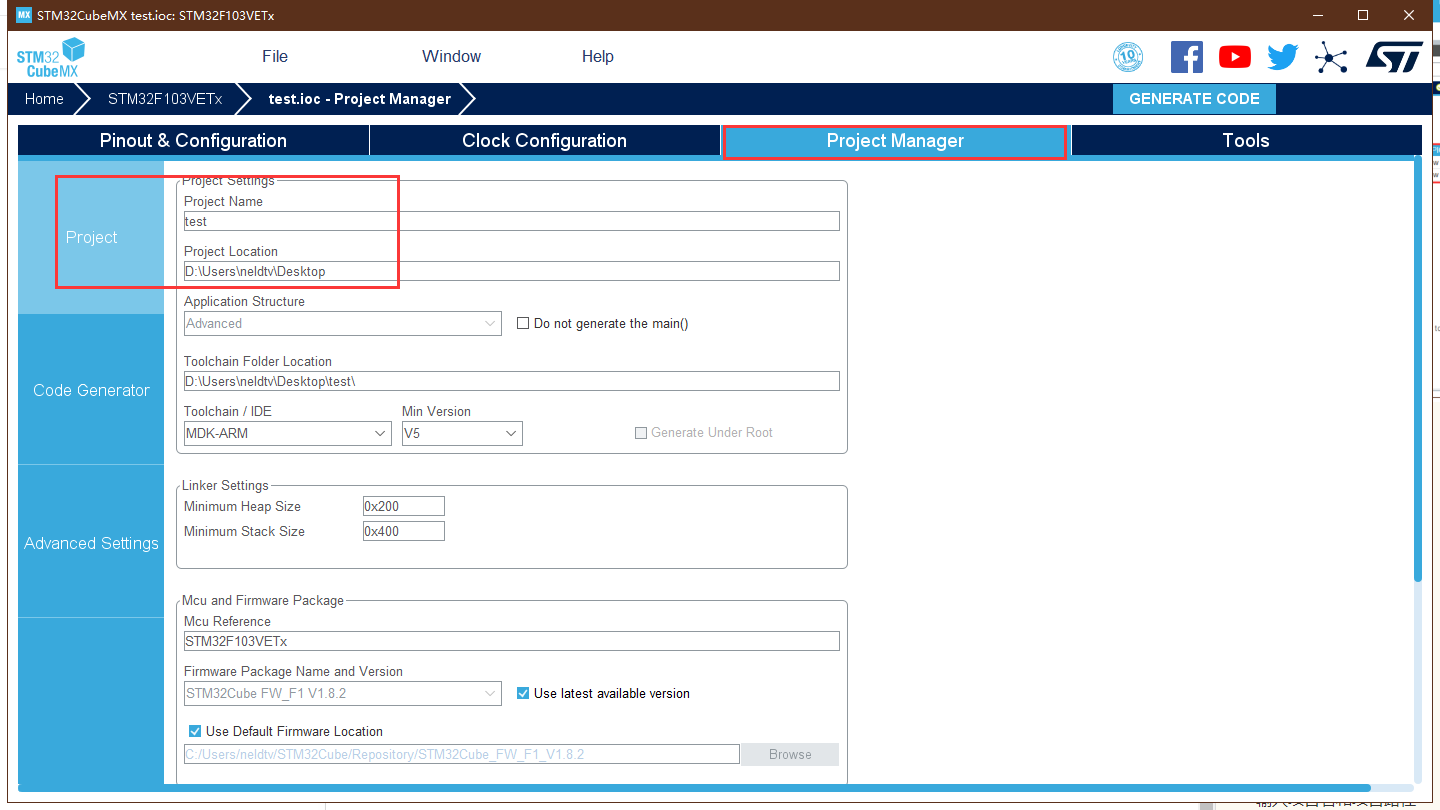 MX STM32CubeMX test.ioc: STM32F103VETx
STM32
CubeMX
File
Window
Help
10
ST
Home
STM32F103VETx
test.ioc - Project Manager
GENERATE CODE
Pinout & Configuration
Clock Configuration
Project Manager
Tools
Project
Code Generator
Advanced Settings
Project Settings
Project Name
test
Project Location
D:\Users\neldtv\Desktop
Application Structure
Advanced
Do not generate the main()
Toolchain Folder Location
D:\Users\neldtv\Desktop\test\
Toolchain / IDE
Min Version
MDK-ARM
V5
Generate Under Root
Linker Settings
Minimum Heap Size
0x200
Minimum Stack Size
0x400
Mcu and Firmware Package
Mcu Reference
STM32F103VETx
Firmware Package Name and Version
STM32Cube FW_F1 V1.8.2
Use latest available version
Use Default Firmware Location
C:/Users/neldtv/STM32Cube/Repository/STM32Cube_FW_F1_V1.8.2
Browse